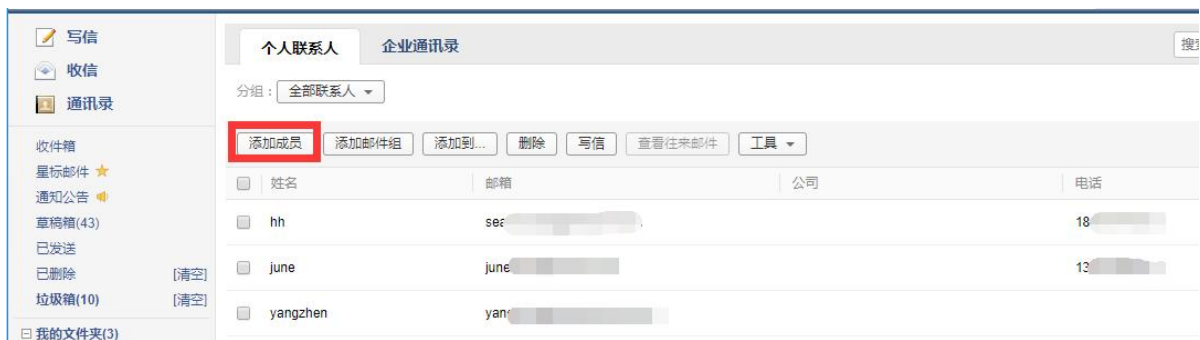 写信
收信
通讯录
收件箱
星标邮件
通知公告
草稿箱(43)
已发送
已删除 [清空]
垃圾箱(10) [清空]
我的文件夹(3)
个人联系人 企业通讯录
分组： 全部联系人
添加成员 添加邮件组 添加到... 删除 写信 查看往来邮件 工具
姓名 邮箱 公司 电话
hh 18
june june 13
yangzhen